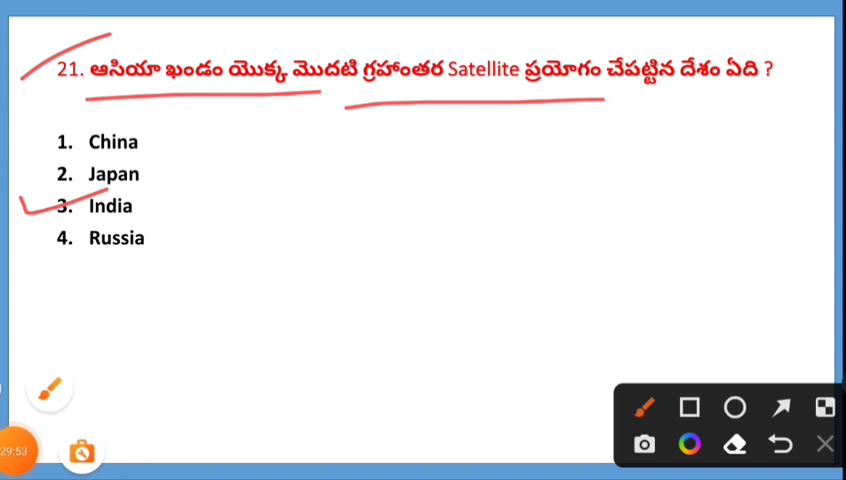 21. ఆసియా ఖండం యొక్క మొదటి గ్రహాంతర Satellite ప్రయోగం చేపట్టిన దేశం ఏది ?
1. China
2. Japan
3. India
4. Russia
29:53